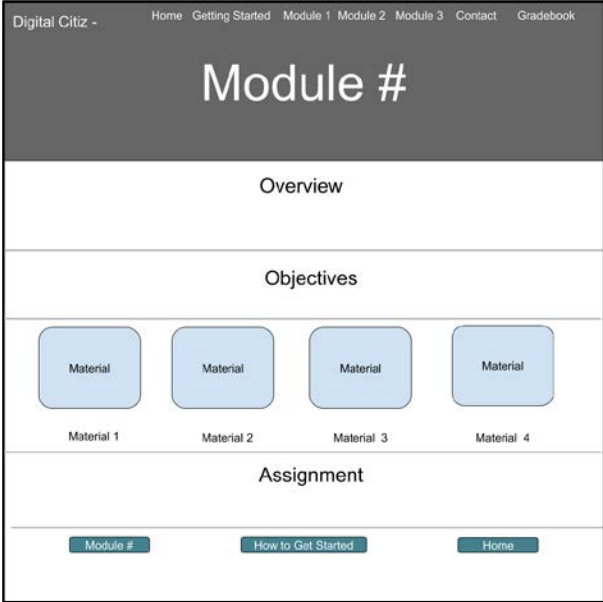 Digital Citiz - Home Getting Started Module 1 Module 2 Module 3 Contact Gradebook
Module #
Overview
Objectives
Material Material Material Material
Material 1 Material 2 Material 3 Material 4
Assignment
Module # How to Get Started Home